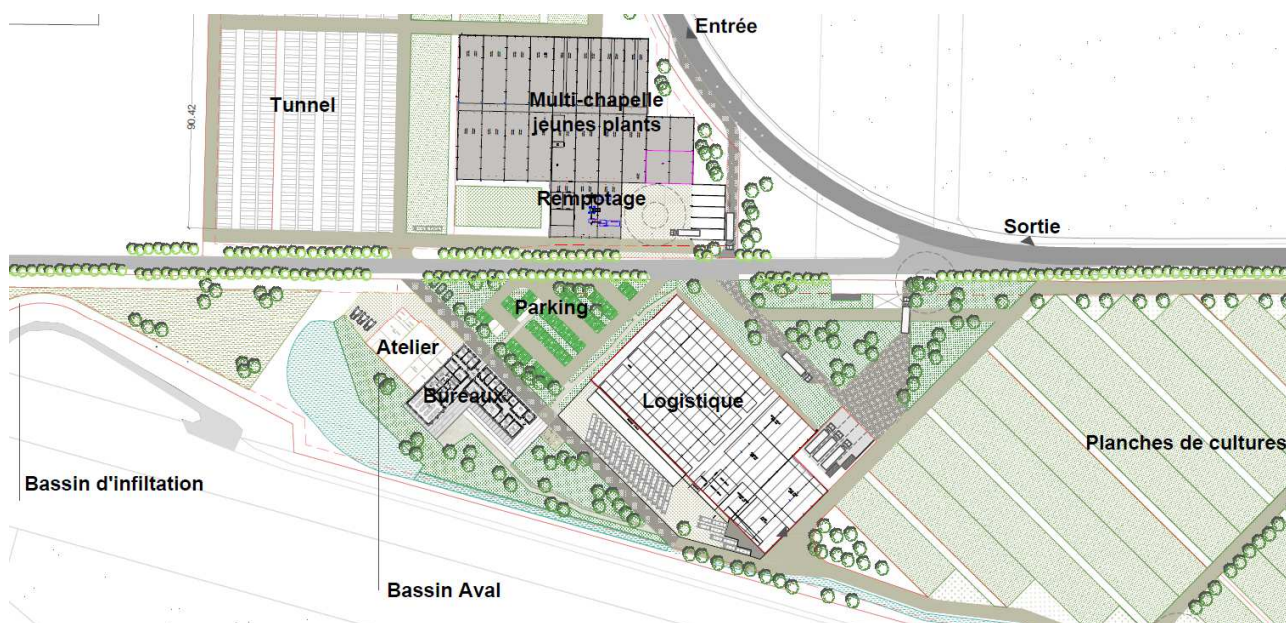 Entrée
Tunnel
Multi-chapelle
jeunes plants
90.42
Rempotage
Sortie
Parking
Atelier
Bureaux
Logistique
Planches de cultures
Bassin d'infiltation
Bassin Aval